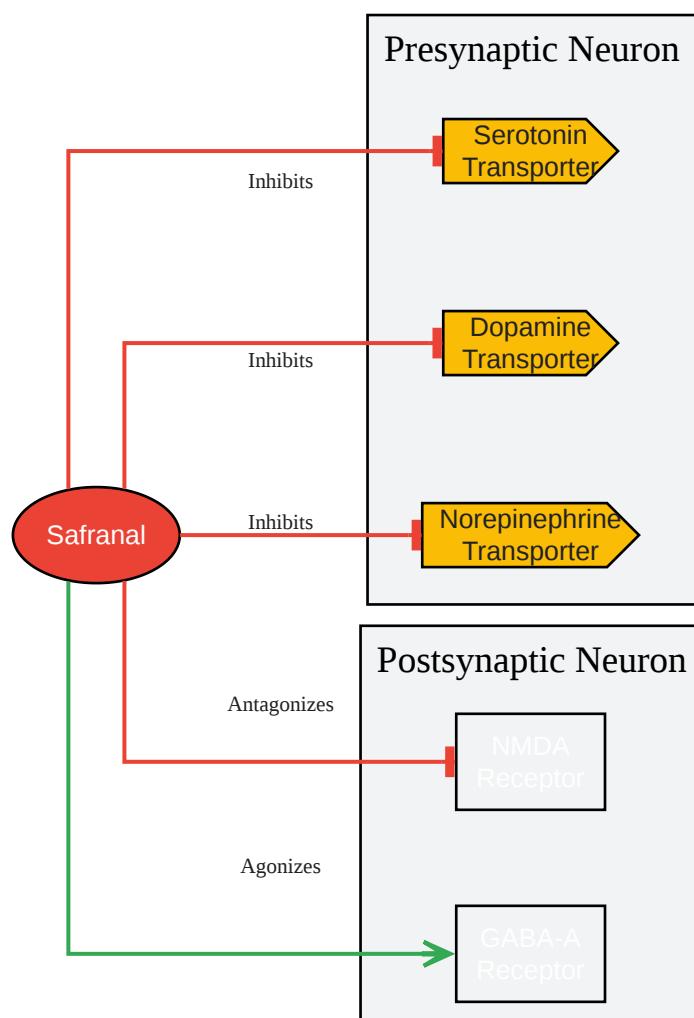 Presynaptic Neuron
Serotonin
Transporter
Inhibits
Dopamine
Transporter
Inhibits
Safranal
Inhibits
Norepinephrine
Transporter
Postsynaptic Neuron
Antagonizes
NMDA
Receptor
Agonizes
GABA-A
Receptor